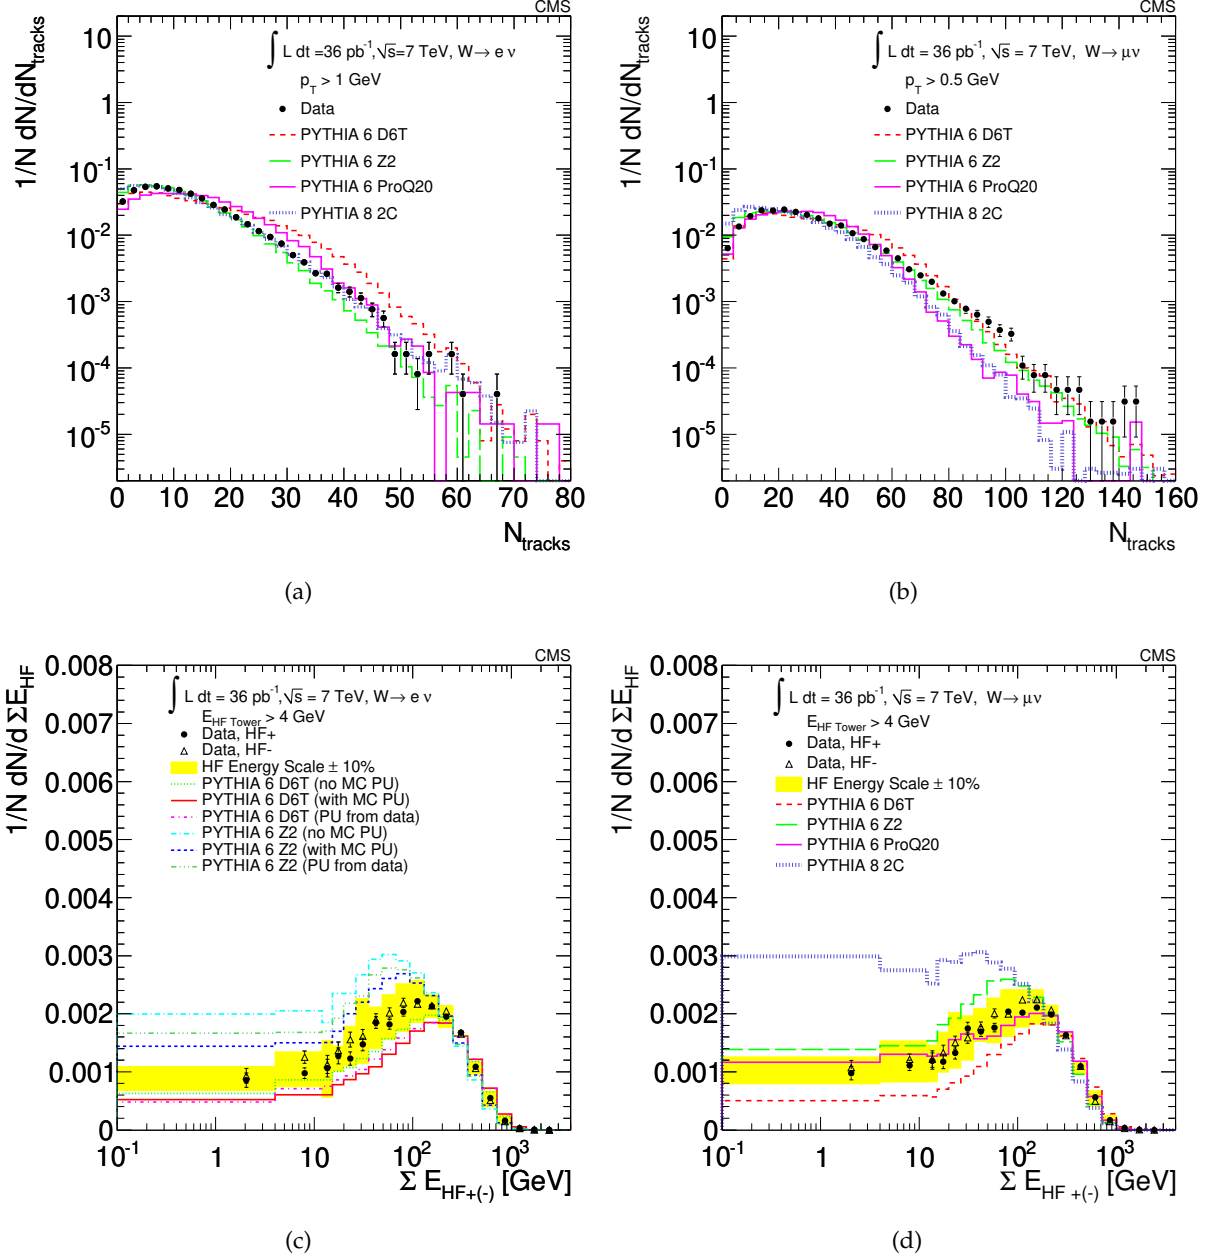 CMS
1/N dN/dN_tracks
10
1
10^-1
10^-2
10^-3
10^-4
10^-5
∫ L dt =36 pb^-1, √s=7 TeV, W→ e ν
p_T > 1 GeV
Data
PYTHIA 6 D6T
PYTHIA 6 Z2
PYTHIA 6 ProQ20
PYHTIA 8 2C
0 10 20 30 40 50 60 70 80
N_tracks
(a)
CMS
1/N dN/dN_tracks
10
1
10^-1
10^-2
10^-3
10^-4
10^-5
∫ L dt = 36 pb^-1, √s = 7 TeV, W→ μν
p_T > 0.5 GeV
Data
PYTHIA 6 D6T
PYTHIA 6 Z2
PYTHIA 6 ProQ20
PYTHIA 8 2C
0 20 40 60 80 100 120 140 160
N_tracks
(b)
CMS
1/N dN/d ΣE_HF
0.008
0.007
0.006
0.005
0.004
0.003
0.002
0.001
0
∫ L dt = 36 pb^-1, √s = 7 TeV, W→ e ν
E_HF Tower > 4 GeV
Data, HF+
Data, HF-
HF Energy Scale ± 10%
PYTHIA 6 D6T (no MC PU)
PYTHIA 6 D6T (with MC PU)
PYTHIA 6 D6T (PU from data)
PYTHIA 6 Z2 (no MC PU)
PYTHIA 6 Z2 (with MC PU)
PYTHIA 6 Z2 (PU from data)
10^-1 1 10 10^2 10^3
Σ E_HF+(-) [GeV]
(c)
CMS
1/N dN/d ΣE_HF
0.008
0.007
0.006
0.005
0.004
0.003
0.002
0.001
0
∫ L dt = 36 pb^-1, √s = 7 TeV, W→ μν
E_HF Tower > 4 GeV
Data, HF+
Data, HF-
HF Energy Scale ± 10%
PYTHIA 6 D6T
PYTHIA 6 Z2
PYTHIA 6 ProQ20
PYTHIA 8 2C
10^-1 1 10 10^2 10^3
Σ E_HF +(-) [GeV]
(d)